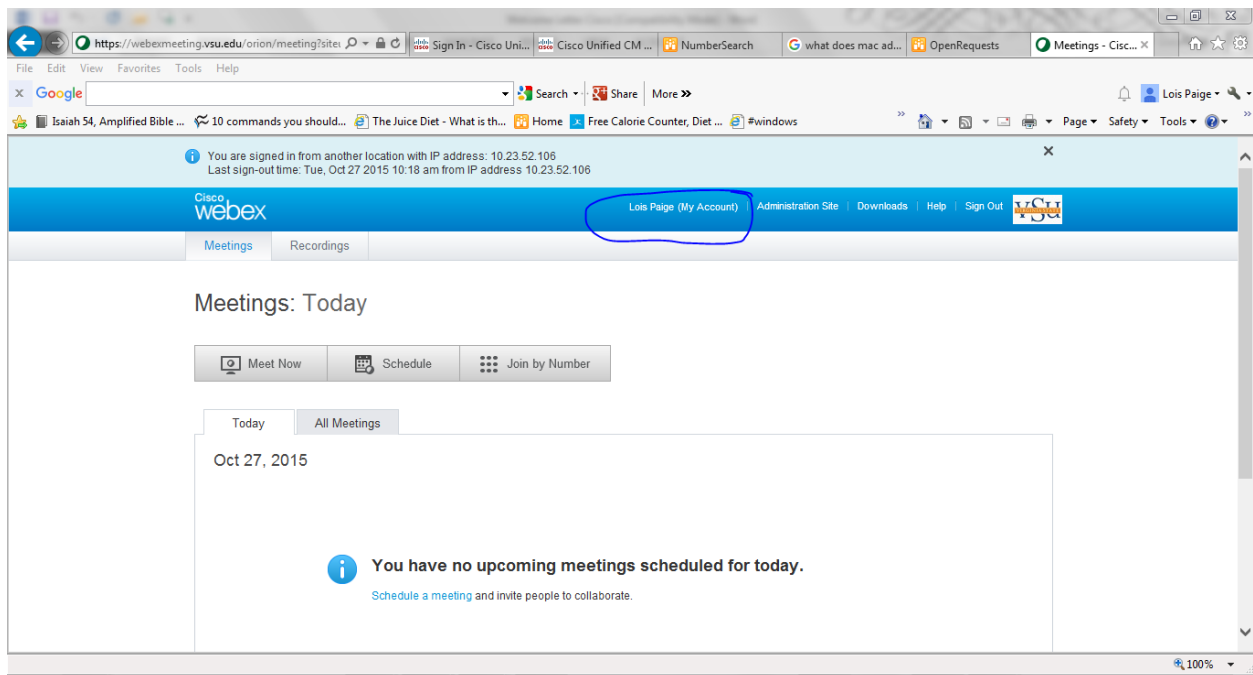 https://webexmeeting.vsu.edu/orion/meeting?site
Sign In - Cisco Uni...
Cisco Unified CM ...
NumberSearch
what does mac ad...
OpenRequests
Meetings - Cisc...
File Edit View Favorites Tools Help
x Google
Search
Share
More »
Lois Paige
Isaiah 54, Amplified Bible ...
10 commands you should...
The Juice Diet - What is th...
Home
Free Calorie Counter, Diet ...
#windows
Page Safety Tools
You are signed in from another location with IP address: 10.23.52.106
Last sign-out time: Tue, Oct 27 2015 10:18 am from IP address 10.23.52.106
Cisco
webex
Lois Paige (My Account) | Administration Site | Downloads | Help | Sign Out
VSU
Meetings Recordings
Meetings: Today
Meet Now
Schedule
Join by Number
Today All Meetings
Oct 27, 2015
You have no upcoming meetings scheduled for today.
Schedule a meeting and invite people to collaborate.
100%